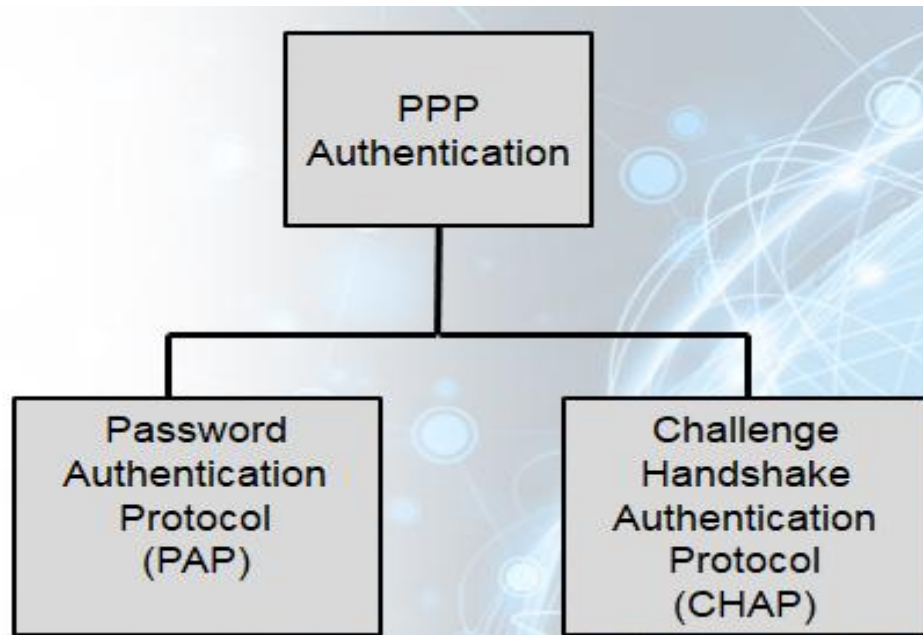 PPP
Authentication
Password
Authentication
Protocol
(PAP)
Challenge
Handshake
Authentication
Protocol
(CHAP)